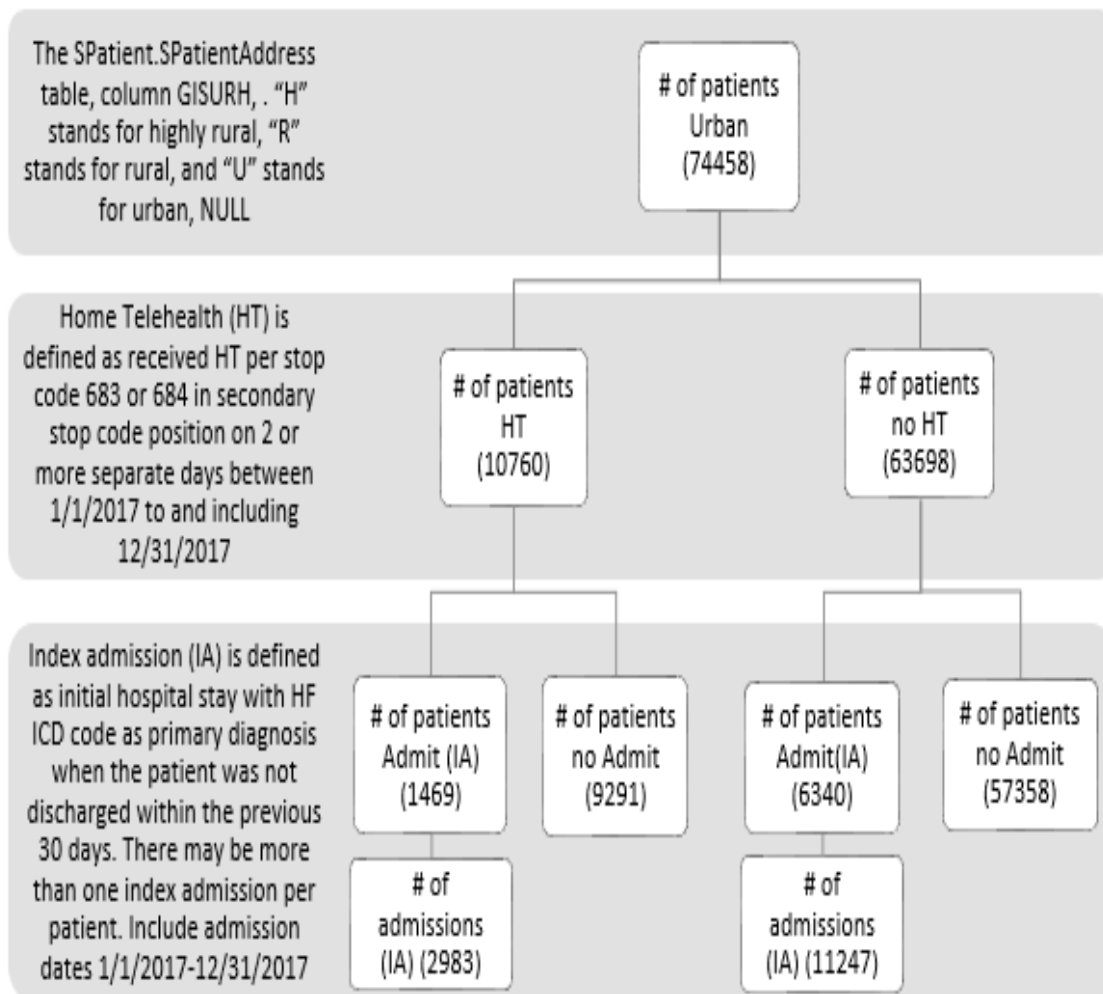 The SPatient.SPatientAddress
table, column GISURH, . “H”
stands for highly rural, “R”
stands for rural, and “U” stands
for urban, NULL
# of patients
Urban
(74458)
Home Telehealth (HT) is
defined as received HT per stop
code 683 or 684 in secondary
stop code position on 2 or
more separate days between
1/1/2017 to and including
12/31/2017
# of patients
HT
(10760)
# of patients
no HT
(63698)
Index admission (IA) is defined
as initial hospital stay with HF
ICD code as primary diagnosis
when the patient was not
discharged within the previous
30 days. There may be more
than one index admission per
patient. Include admission
dates 1/1/2017-12/31/2017
# of patients
Admit (IA)
(1469)
# of patients
no Admit
(9291)
# of patients
Admit(IA)
(6340)
# of patients
no Admit
(57358)
# of
admissions
(IA) (2983)
# of
admissions
(IA) (11247)